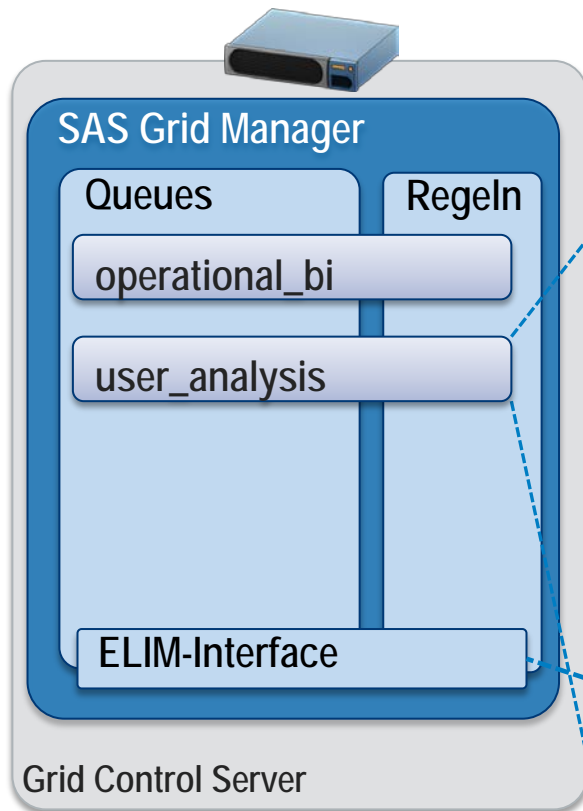 SAS Grid Manager
Queues
Regeln
operational_bi
user_analysis
ELIM-Interface
Grid Control Server